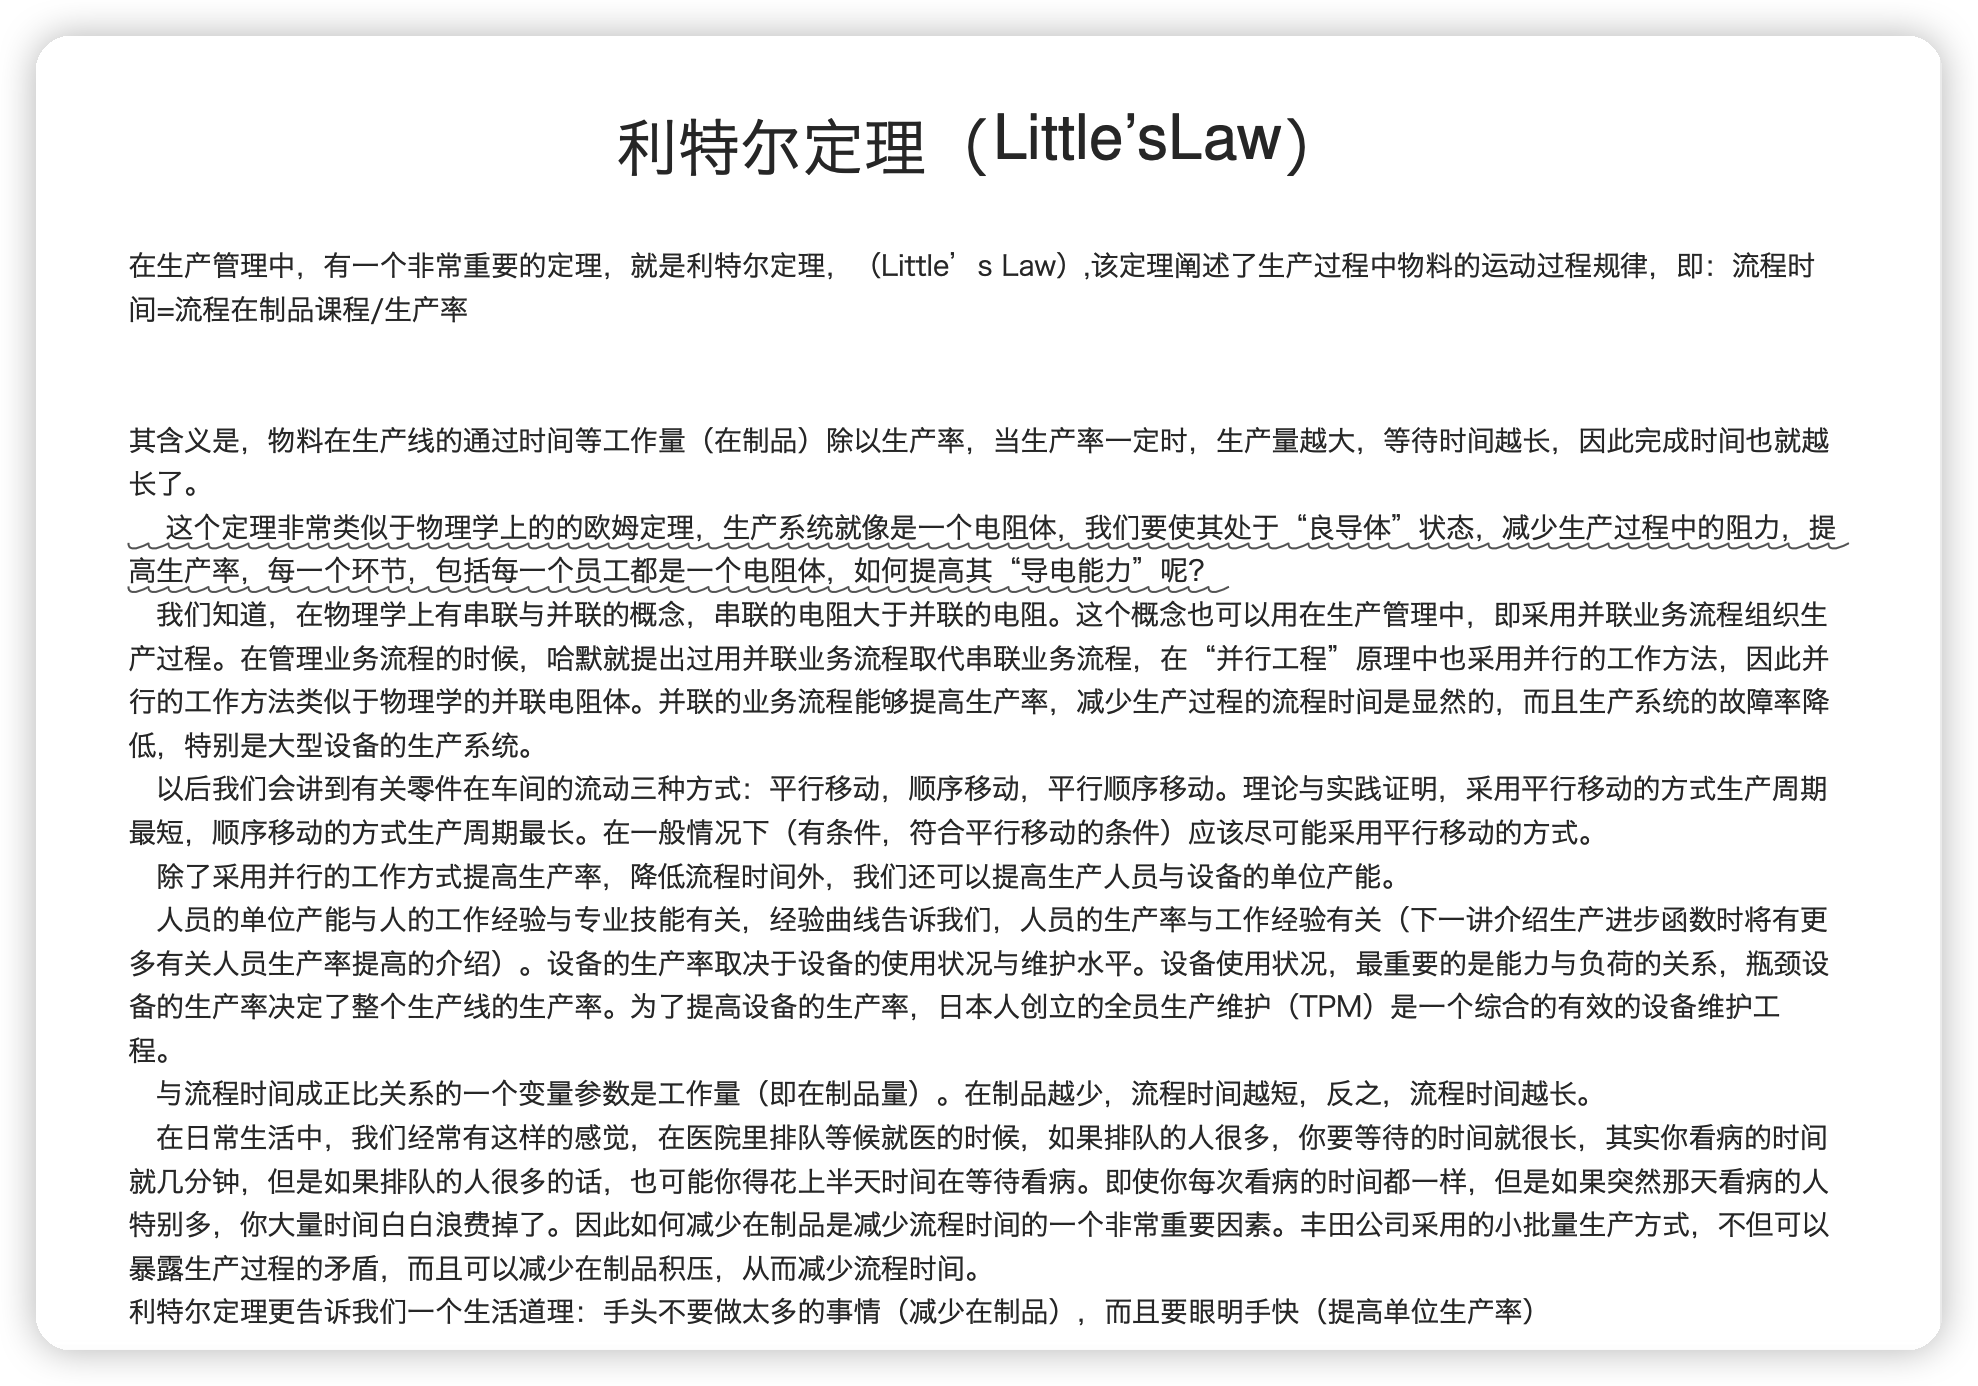 利特尔定理（Little’sLaw）
在生产管理中，有一个非常重要的定理，就是利特尔定理，（Little’s Law）,该定理阐述了生产过程中物料的运动过程规律，即：流程时
间=流程在制品课程/生产率
其含义是，物料在生产线的通过时间等工作量（在制品）除以生产率，当生产率一定时，生产量越大，等待时间越长，因此完成时间也就越
长了。
这个定理非常类似于物理学上的的欧姆定理，生产系统就像是一个电阻体，我们要使其处于“良导体”状态，减少生产过程中的阻力，提
高生产率，每一个环节，包括每一个员工都是一个电阻体，如何提高其“导电能力”呢？
我们知道，在物理学上有串联与并联的概念，串联的电阻大于并联的电阻。这个概念也可以用在生产管理中，即采用并联业务流程组织生
产过程。在管理业务流程的时候，哈默就提出过用并联业务流程取代串联业务流程，在“并行工程”原理中也采用并行的工作方法，因此并
行的工作方法类似于物理学的并联电阻体。并联的业务流程能够提高生产率，减少生产过程的流程时间是显然的，而且生产系统的故障率降
低，特别是大型设备的生产系统。
以后我们会讲到有关零件在车间的流动三种方式：平行移动，顺序移动，平行顺序移动。理论与实践证明，采用平行移动的方式生产周期
最短，顺序移动的方式生产周期最长。在一般情况下（有条件，符合平行移动的条件）应该尽可能采用平行移动的方式。
除了采用并行的工作方式提高生产率，降低流程时间外，我们还可以提高生产人员与设备的单位产能。
人员的单位产能与人的工作经验与专业技能有关，经验曲线告诉我们，人员的生产率与工作经验有关（下一讲介绍生产进步函数时将有更
多有关人员生产率提高的介绍）。设备的生产率取决于设备的使用状况与维护水平。设备使用状况，最重要的是能力与负荷的关系，瓶颈设
备的生产率决定了整个生产线的生产率。为了提高设备的生产率，日本人创立的全员生产维护（TPM）是一个综合的有效的设备维护工
程。
与流程时间成正比关系的一个变量参数是工作量（即在制品量）。在制品越少，流程时间越短，反之，流程时间越长。
在日常生活中，我们经常有这样的感觉，在医院里排队等候就医的时候，如果排队的人很多，你要等待的时间就很长，其实你看病的时间
就几分钟，但是如果排队的人很多的话，也可能你得花上半天时间在等待看病。即使你每次看病的时间都一样，但是如果突然那天看病的人
特别多，你大量时间白白浪费掉了。因此如何减少在制品是减少流程时间的一个非常重要因素。丰田公司采用的小批量生产方式，不但可以
暴露生产过程的矛盾，而且可以减少在制品积压，从而减少流程时间。
利特尔定理更告诉我们一个生活道理：手头不要做太多的事情（减少在制品），而且要眼明手快（提高单位生产率）